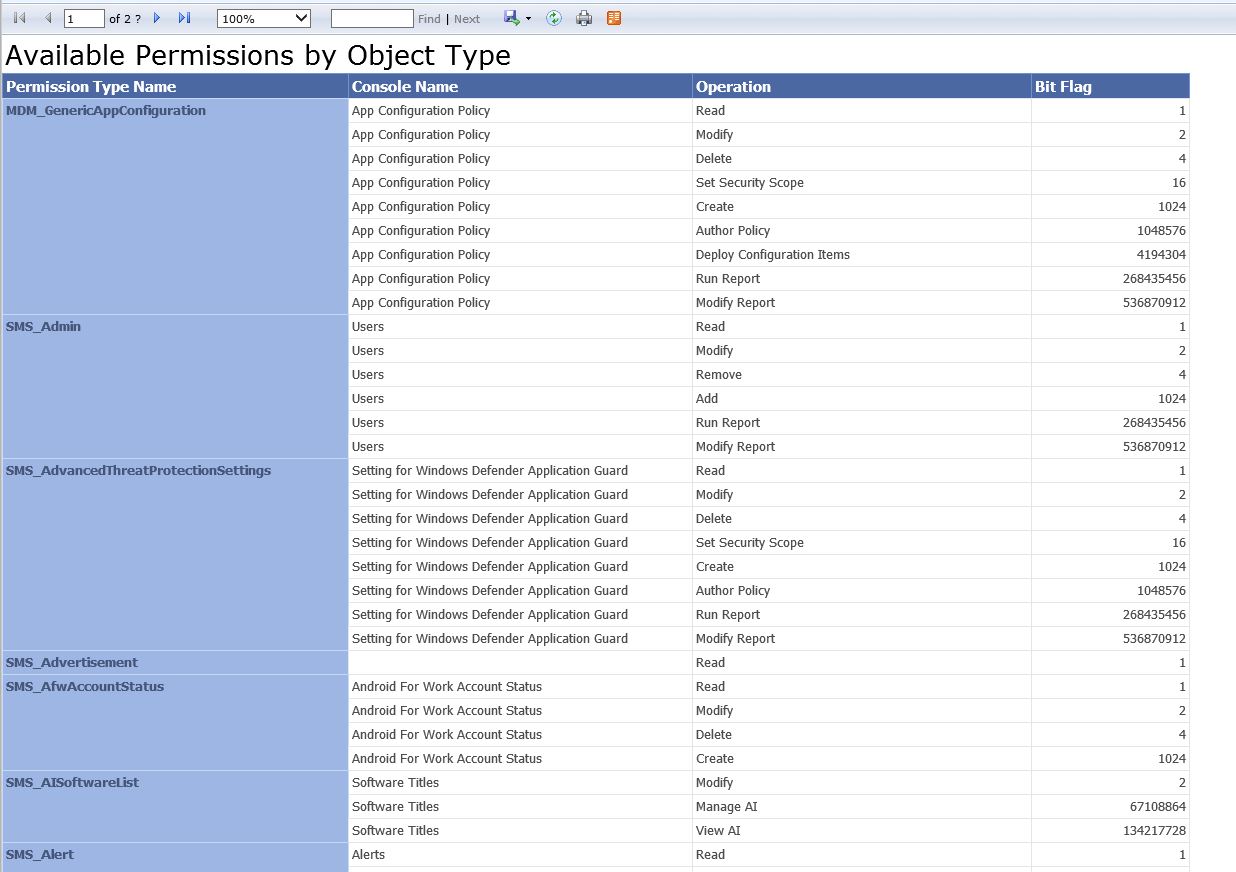 1 of 2 ? 100% Find | Next
Available Permissions by Object Type
Permission Type Name Console Name Operation Bit Flag
MDM_GenericAppConfiguration App Configuration Policy Read 1
App Configuration Policy Modify 2
App Configuration Policy Delete 4
App Configuration Policy Set Security Scope 16
App Configuration Policy Create 1024
App Configuration Policy Author Policy 1048576
App Configuration Policy Deploy Configuration Items 4194304
App Configuration Policy Run Report 268435456
App Configuration Policy Modify Report 536870912
SMS_Admin Users Read 1
Users Modify 2
Users Remove 4
Users Add 1024
Users Run Report 268435456
Users Modify Report 536870912
SMS_AdvancedThreatProtectionSettings Setting for Windows Defender Application Guard Read 1
Setting for Windows Defender Application Guard Modify 2
Setting for Windows Defender Application Guard Delete 4
Setting for Windows Defender Application Guard Set Security Scope 16
Setting for Windows Defender Application Guard Create 1024
Setting for Windows Defender Application Guard Author Policy 1048576
Setting for Windows Defender Application Guard Run Report 268435456
Setting for Windows Defender Application Guard Modify Report 536870912
SMS_Advertisement Read 1
SMS_AfwAccountStatus Android For Work Account Status Read 1
Android For Work Account Status Modify 2
Android For Work Account Status Delete 4
Android For Work Account Status Create 1024
SMS_AISoftwareList Software Titles Modify 2
Software Titles Manage AI 67108864
Software Titles View AI 134217728
SMS_Alert Alerts Read 1